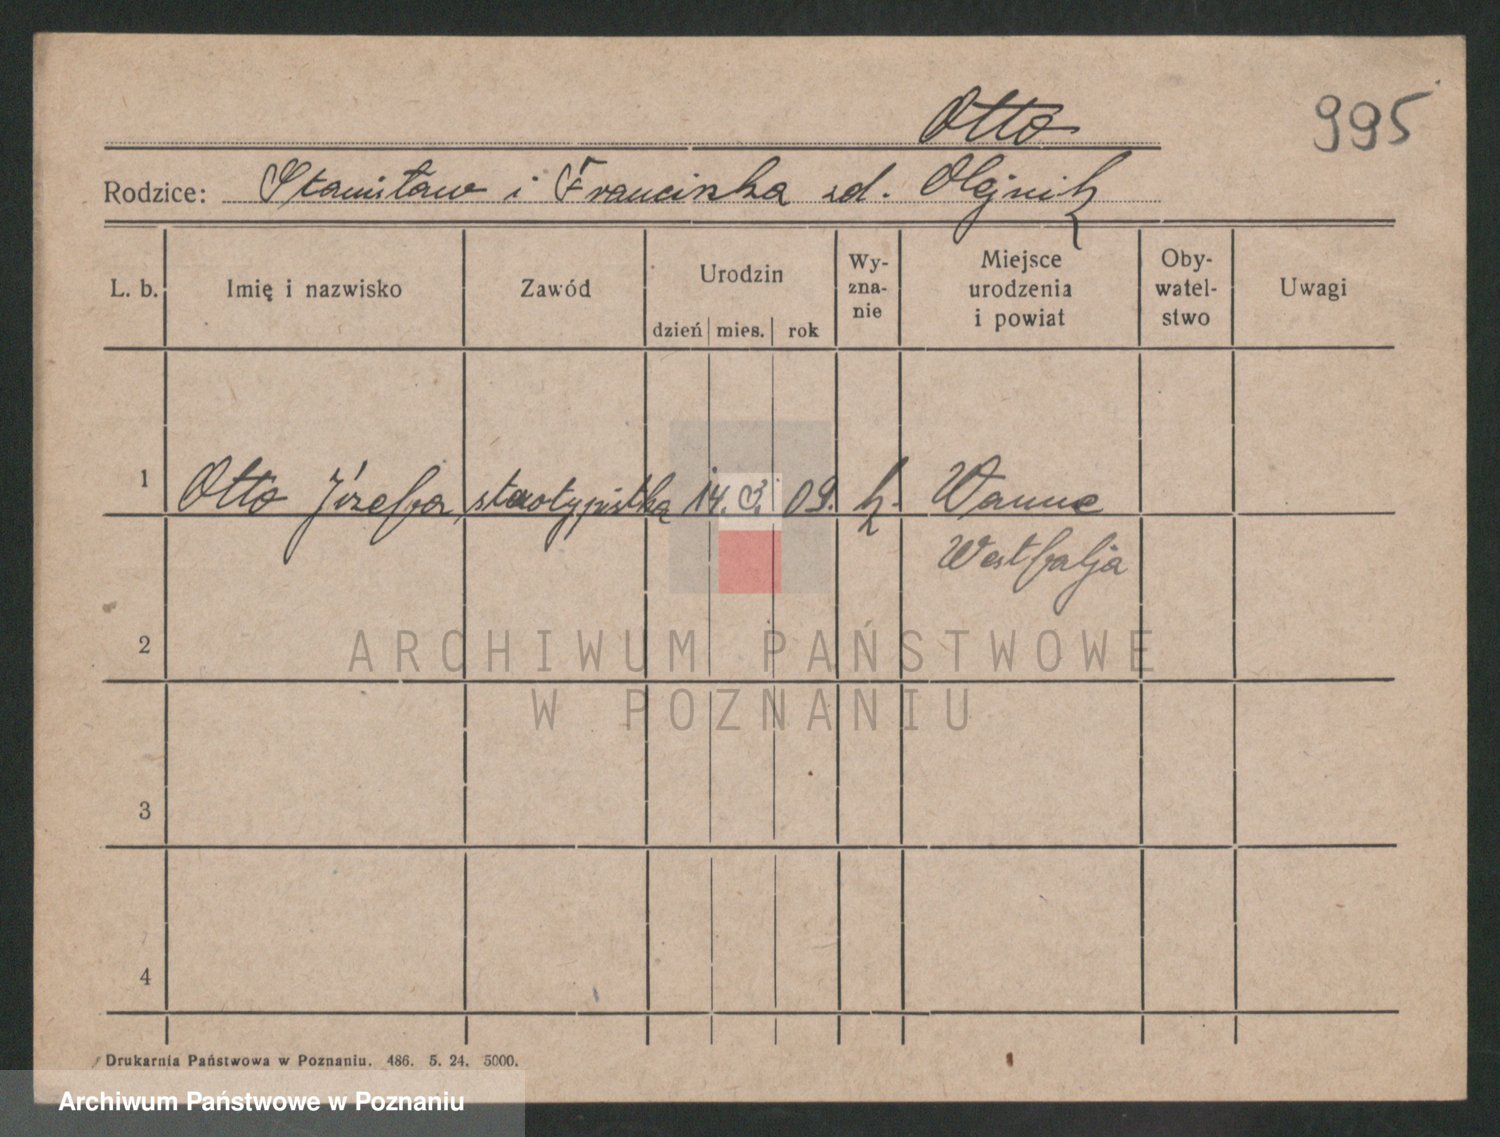 Otto
995
Rodzice: Stanisław i Franciszka zd. Olejnik
L. b. Imię i nazwisko Zawód Urodzin dzień mies. rok Wy-zna-nie Miejsce urodzenia i powiat Oby-watel-stwo Uwagi
1 Otto Józefa 14. 3. 09. k. Wanne
Westfalja
2
ARCHIWUM PAŃSTWOWE
W POZNANIU
3
4
Drukarnia Państwowa w Poznaniu. 486. 5. 24. 5000.
Archiwum Państwowe w Poznaniu